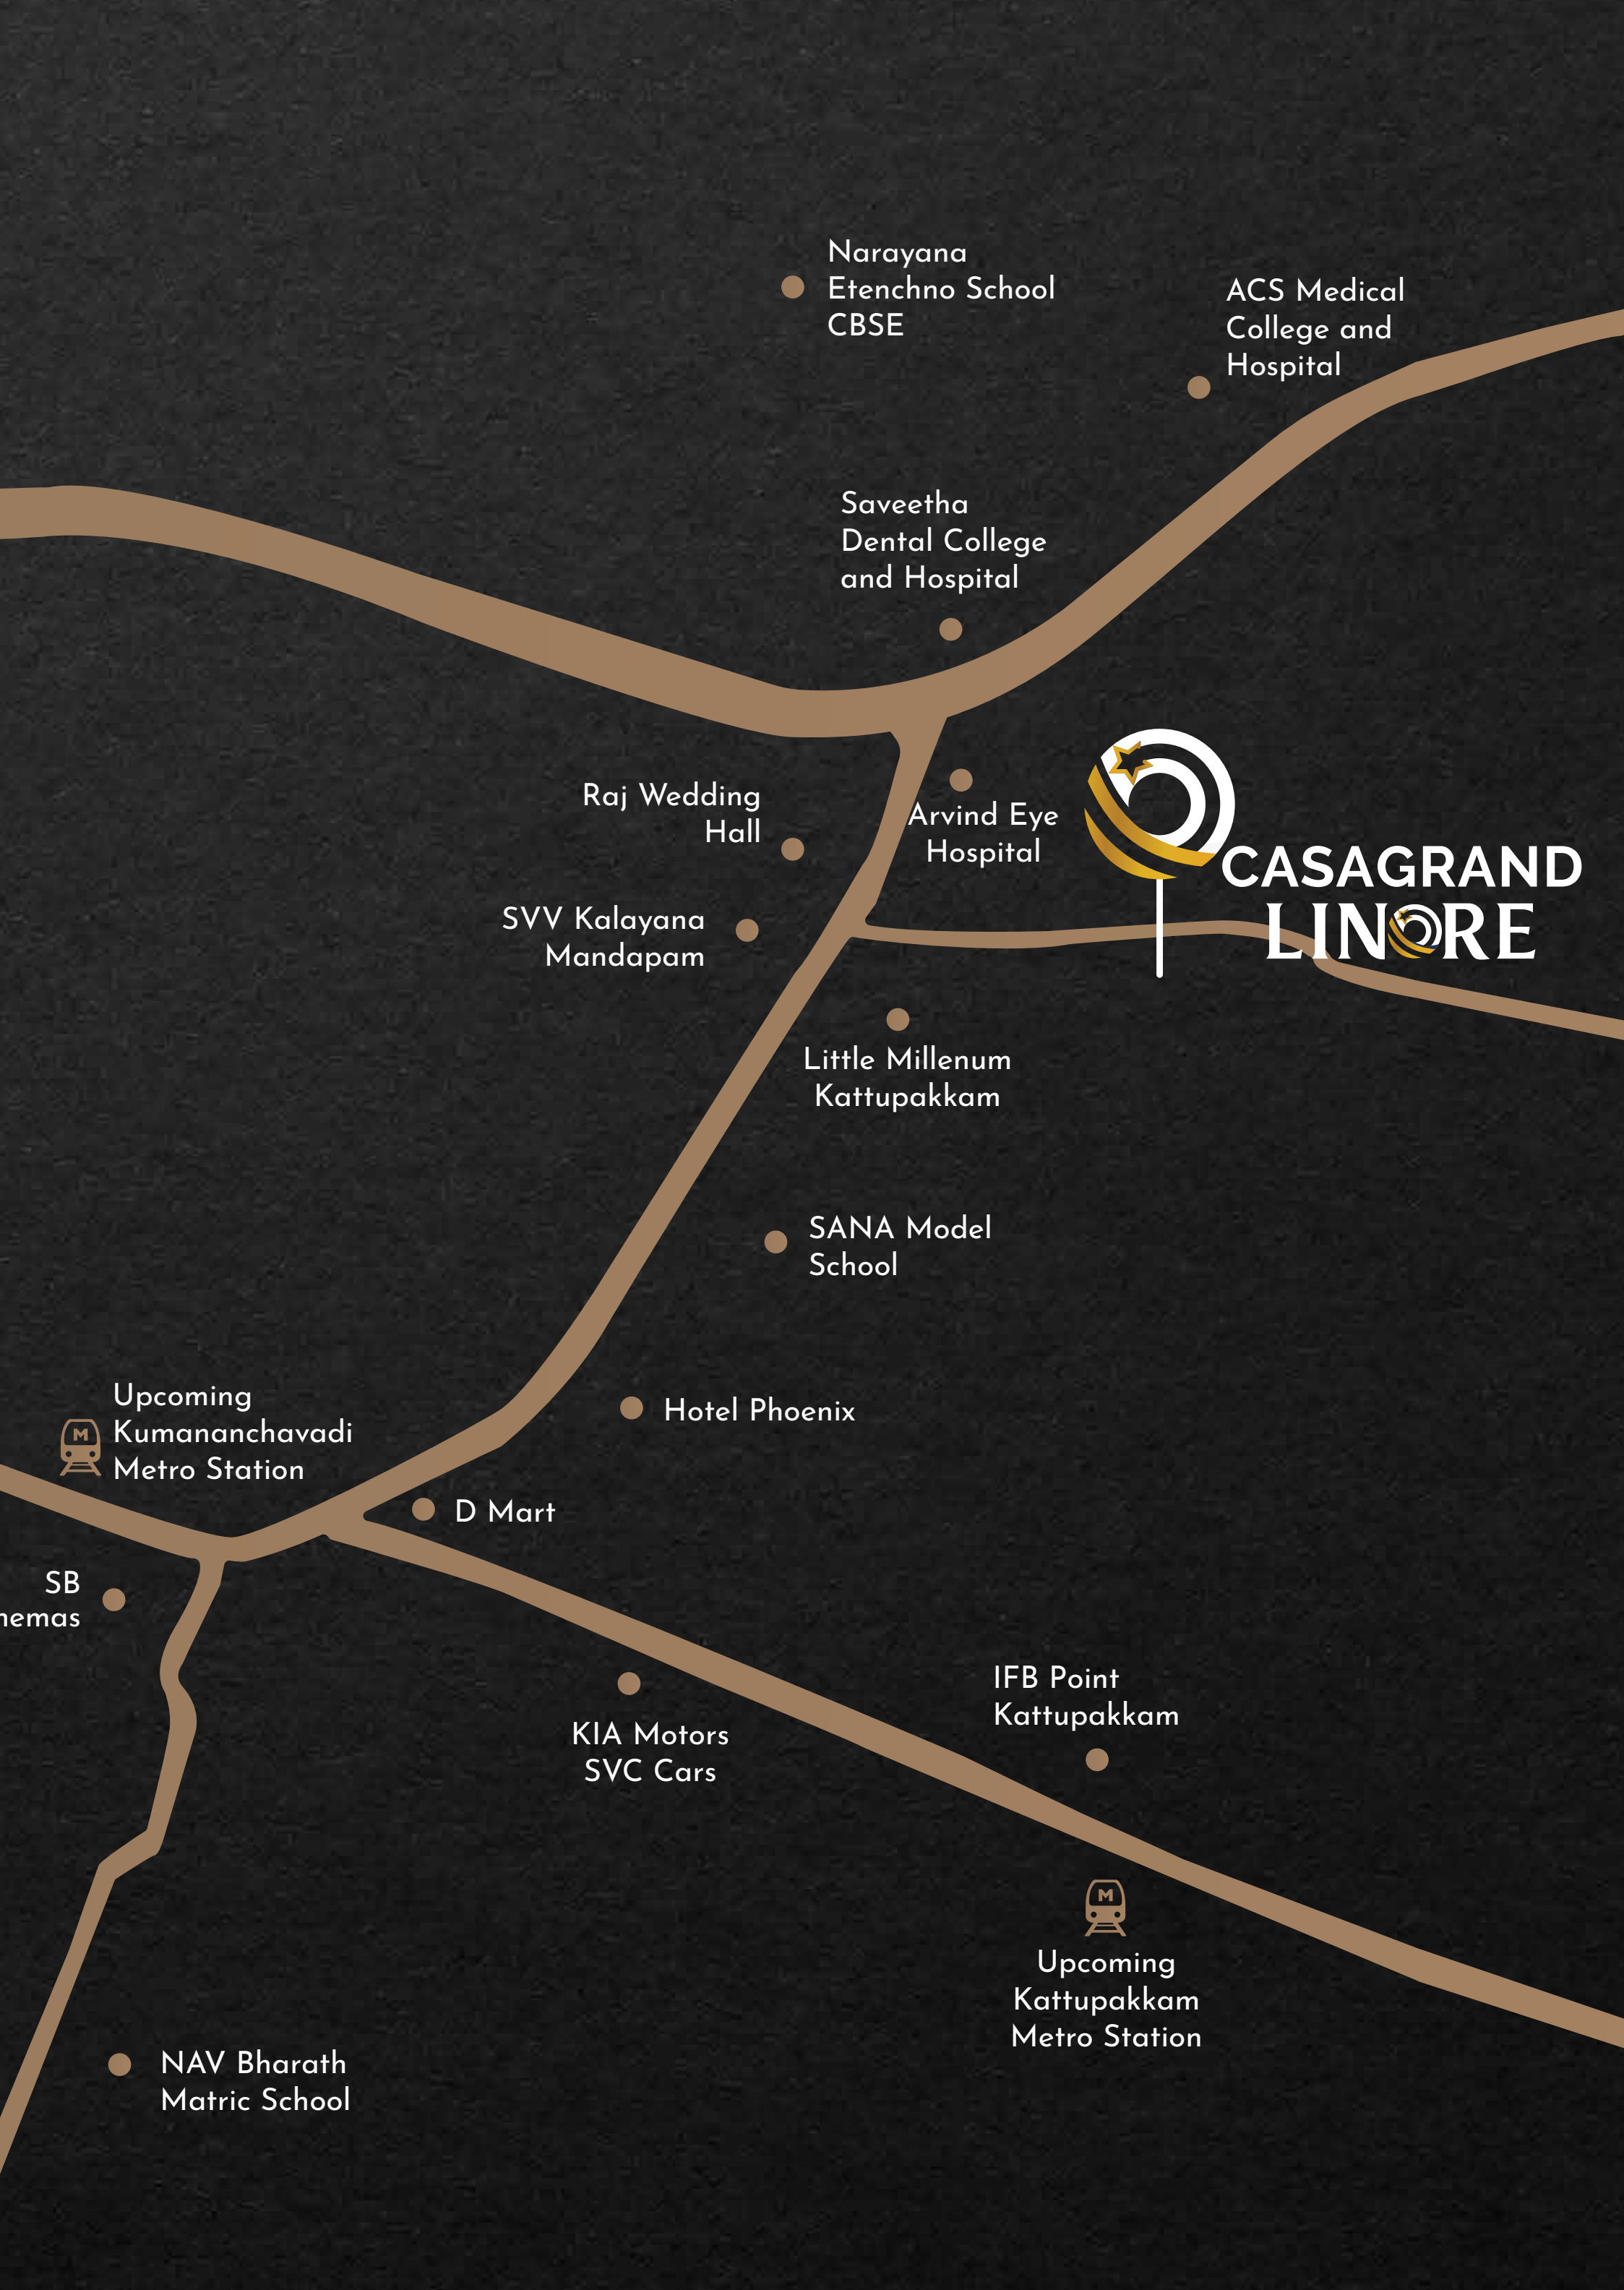 Narayana
Etenchno School
CBSE
ACS Medical
College and
Hospital
Saveetha
Dental College
and Hospital
Raj Wedding
Hall
Arvind Eye
Hospital
CASAGRAND
LINORE
SVV Kalayana
Mandapam
Little Millenum
Kattupakkam
SANA Model
School
Upcoming
Kumananchavadi
Metro Station
M
Hotel Phoenix
D Mart
SB
nemas
KIA Motors
SVC Cars
IFB Point
Kattupakkam
M
Upcoming
Kattupakkam
Metro Station
NAV Bharath
Matric School